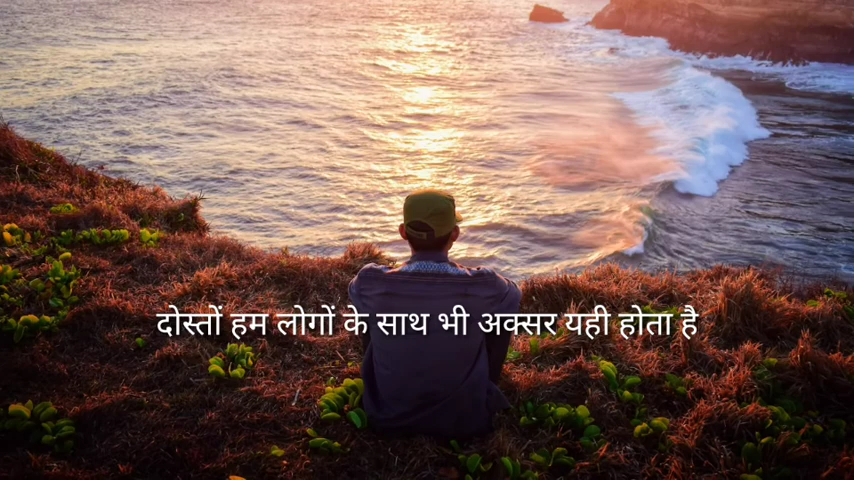 दोस्तों हम लोगों के साथ भी अक्सर यही होता है